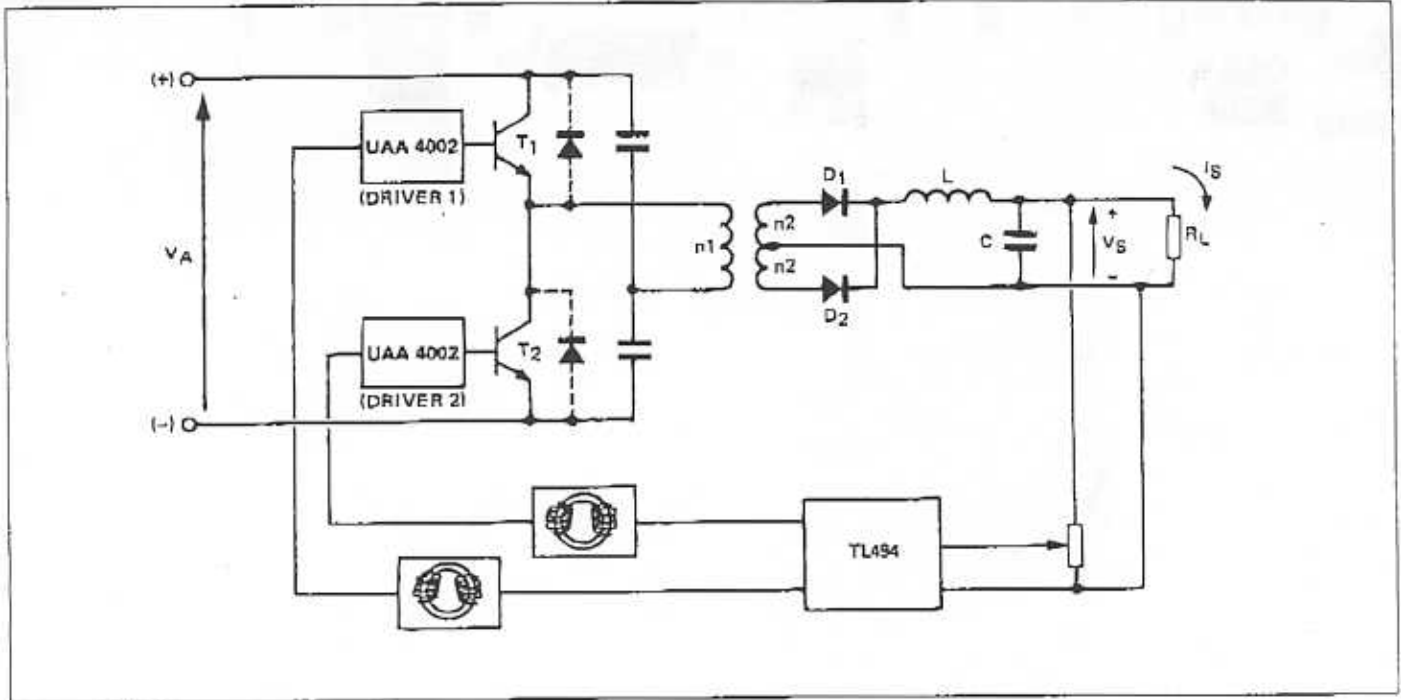 (+)
UAA 4002
(DRIVER 1)
T1
VA
n1
n2
n2
D1
D2
L
C
+
VS
-
IS
RL
UAA 4002
(DRIVER 2)
T2
(-)
TL494